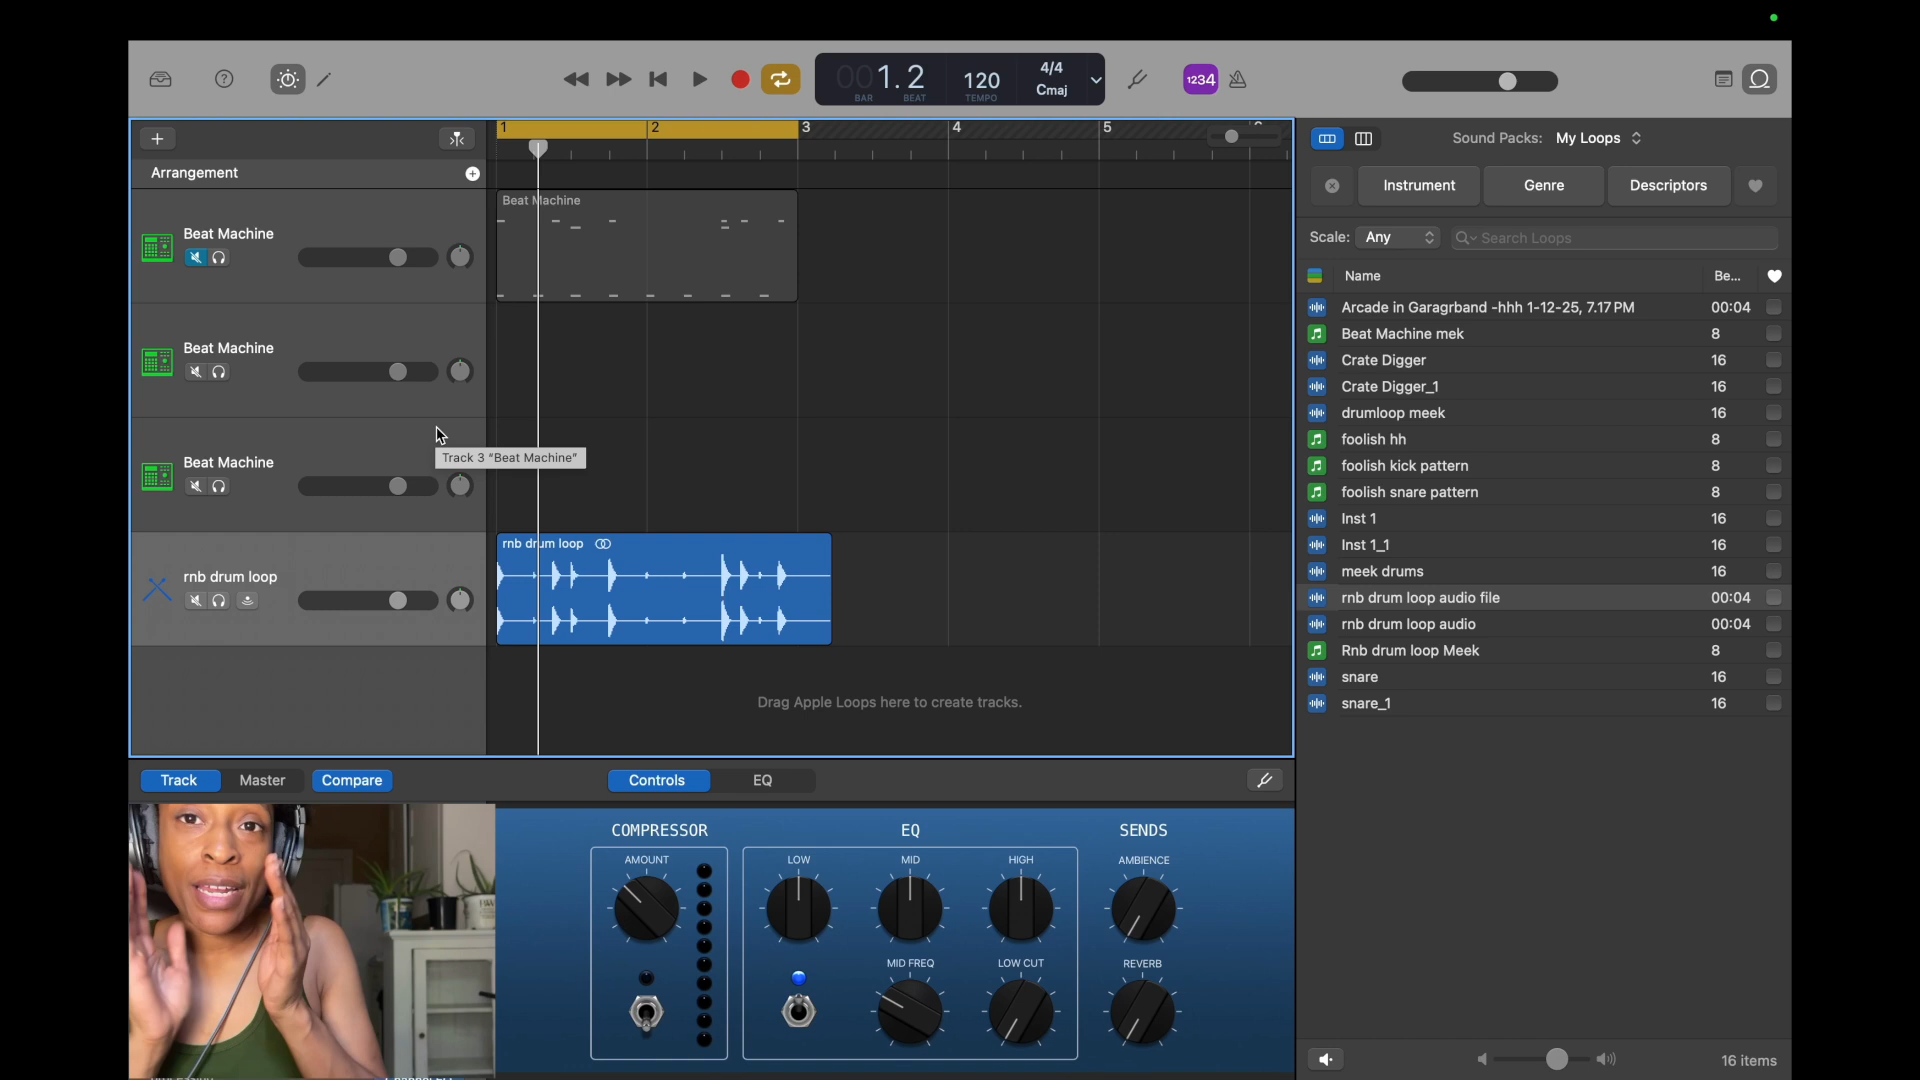 001.2
BAR
BEAT
120
TEMPO
4/4
Cmaj
1234
1
2
3
4
5
Arrangement
Beat Machine
Beat Machine
Beat Machine
Beat Machine
Track 3 "Beat Machine"
rnb drum loop
rnb drum loop
Drag Apple Loops here to create tracks.
Sound Packs: My Loops
Instrument
Genre
Descriptors
Scale: Any
Search Loops
Name
Be...
Arcade in Garagrband -hhh 1-12-25, 7.17 PM 00:04
Beat Machine mek 8
Crate Digger 16
Crate Digger_1 16
drumloop meek 16
foolish hh 8
foolish kick pattern 8
foolish snare pattern 8
Inst 1 16
Inst 1_1 16
meek drums 16
rnb drum loop audio file 00:04
rnb drum loop audio 00:04
Rnb drum loop Meek 8
snare 16
snare_1 16
16 items
Track
Master
Compare
Controls
EQ
COMPRESSOR
EQ
SENDS
AMOUNT
LOW
MID
HIGH
AMBIENCE
MID FREQ
LOW CUT
REVERB